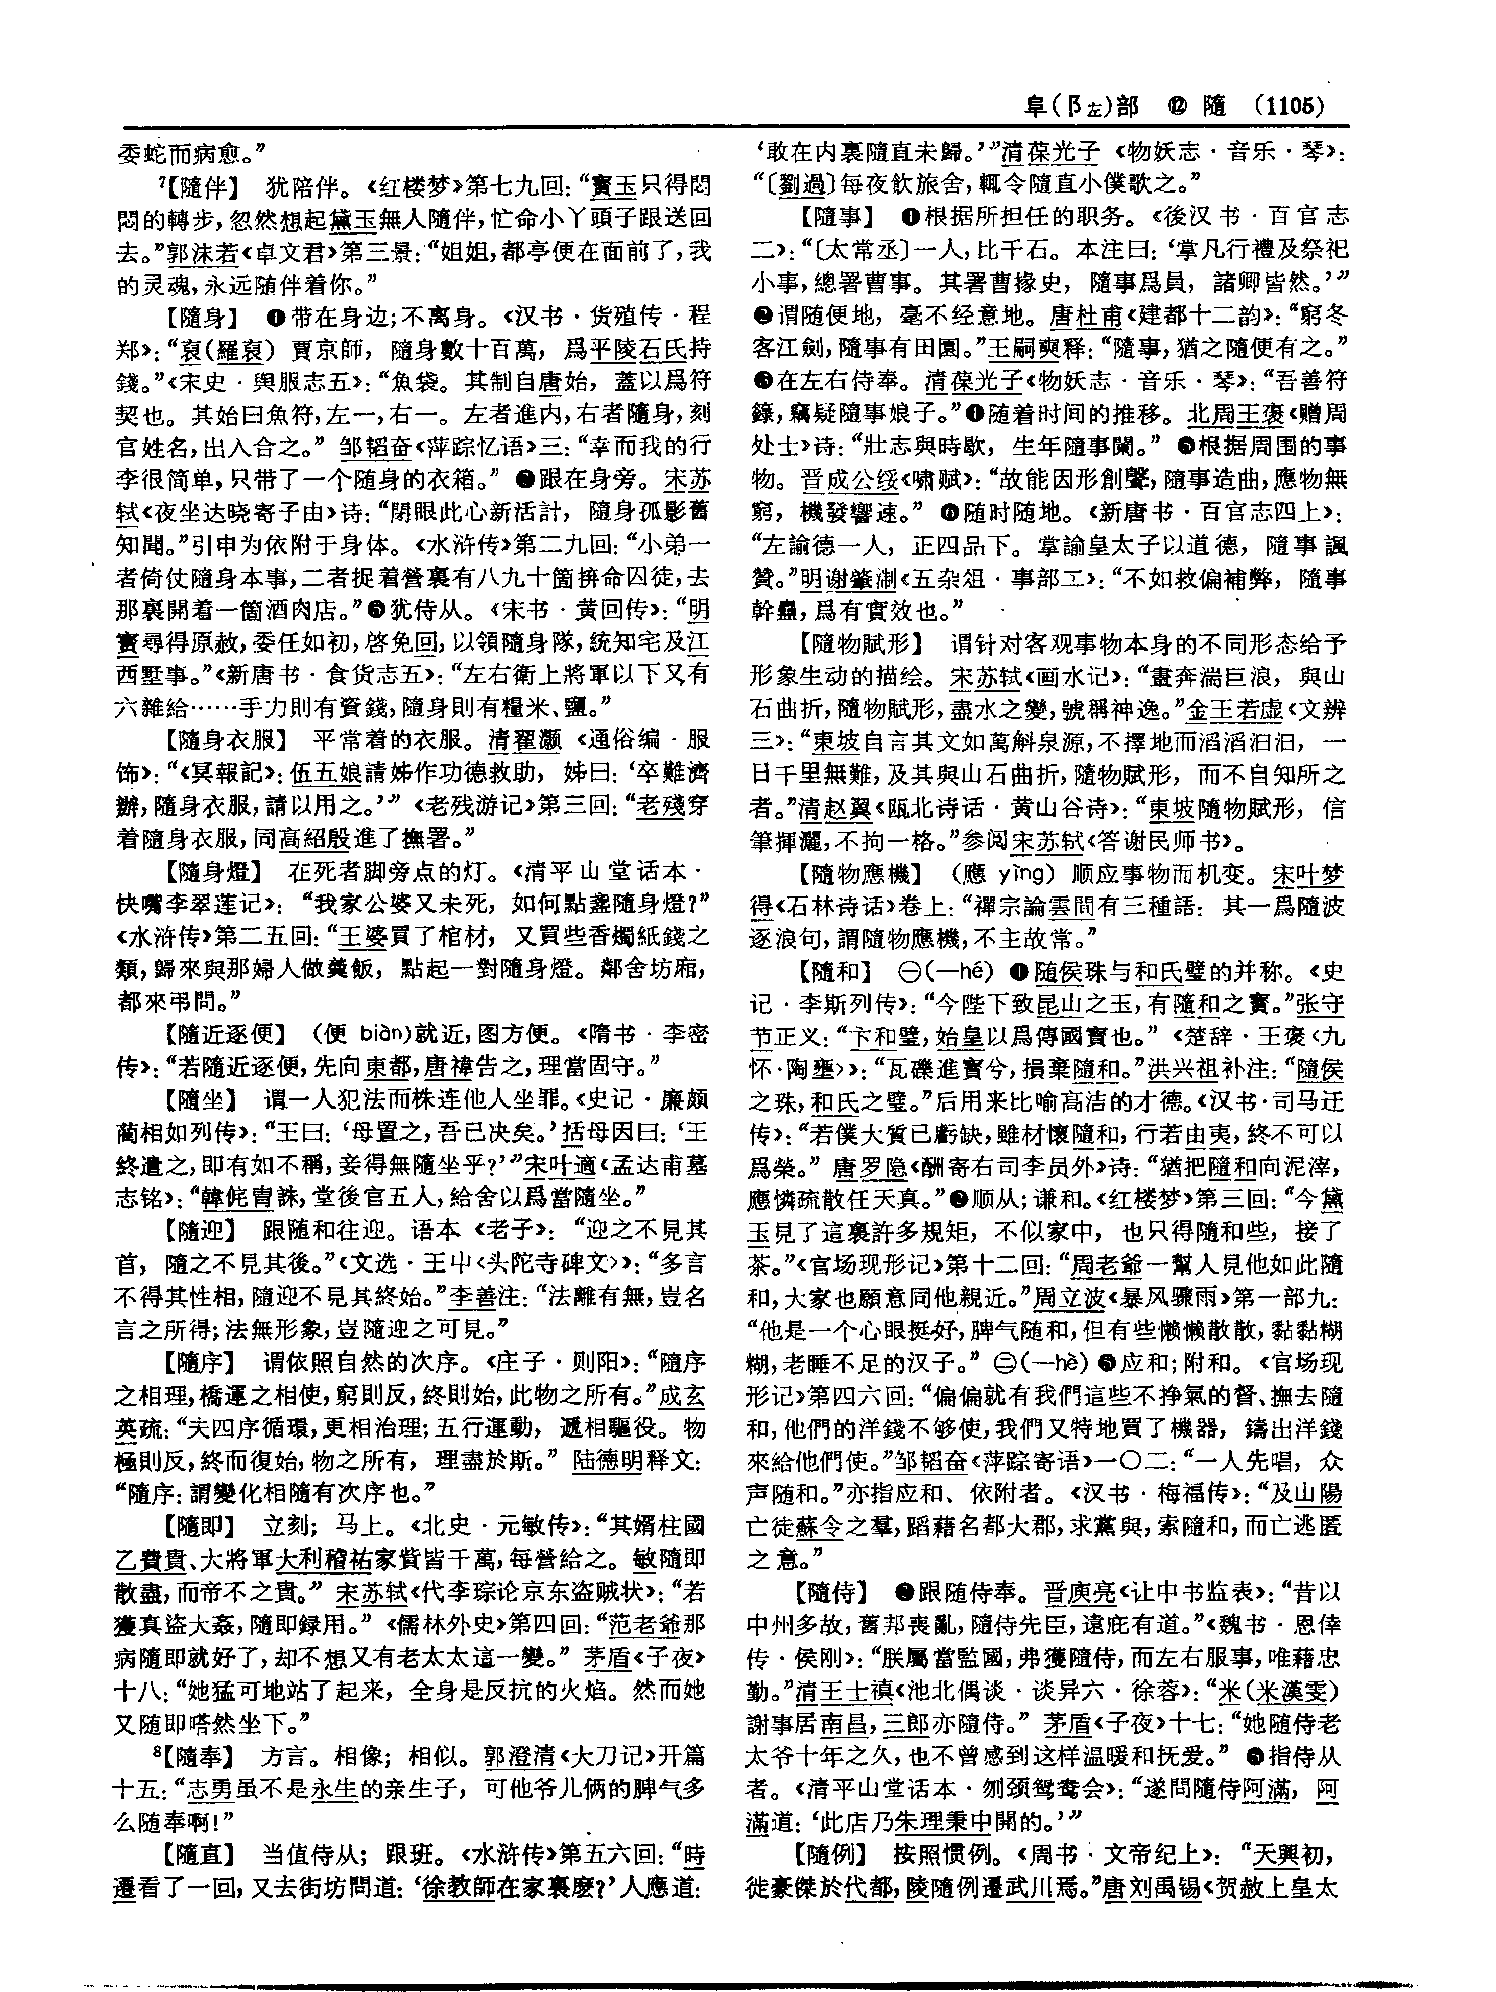 阜(阝左)部　⑫　隨　(1105)
委蛇而病愈。”
⁷【隨伴】　犹陪伴。《红楼梦》第七九回：“寶玉只得悶
悶的轉步，忽然想起黛玉無人隨伴，忙命小丫頭子跟送回
去。”郭沫若《卓文君》第三景：“姐姐，都亭便在面前了，我
的灵魂，永远随伴着你。”
【隨身】　❶带在身边；不离身。《汉书·货殖传·程
郑》：“裒(羅裒)賈京師，隨身數十百萬，爲平陵石氏持
錢。”《宋史·舆服志五》：“魚袋。其制自唐始，蓋以爲符
契也。其始曰魚符，左一，右一。左者進内，右者隨身，刻
官姓名，出入合之。”邹韬奋《萍踪忆语》三：“幸而我的行
李很简单，只带了一个随身的衣箱。”❷跟在身旁。宋苏
轼《夜坐达晓寄子由》诗：“閉眼此心新活計，隨身孤影舊
知聞。”引申为依附于身体。《水浒传》第二九回：“小弟一
者倚仗隨身本事，二者捉着營裏有八九十箇拚命囚徒，去
那裏開着一箇酒肉店。”❸犹侍从。《宋书·黄回传》：“明
寳尋得原赦，委任如初，啓免回，以領隨身隊，統知宅及江
西墅事。”《新唐书·食货志五》：“左右衛上將軍以下又有
六雜給……手力則有資錢，隨身則有糧米、鹽。”
【隨身衣服】　平常着的衣服。清翟灏《通俗编·服
饰》：“《冥報記》：伍五娘請姊作功德救助，姊曰：‘卒難濟
辦，隨身衣服，請以用之。’”《老残游记》第三回：“老殘穿
着隨身衣服，同高紹殷進了撫署。”
【隨身燈】　在死者脚旁点的灯。《清平山堂话本·
快嘴李翠莲记》：“我家公婆又未死，如何點盞隨身燈？”
《水浒传》第二五回：“王婆買了棺材，又買些香燭紙錢之
類，歸來與那婦人做羹飯，點起一對隨身燈。鄰舍坊廂，
都來弔問。”
【隨近逐便】　(便 biàn)就近，图方便。《隋书·李密
传》：“若隨近逐便，先向東都，唐禕告之，理當固守。”
【隨坐】　谓一人犯法而株连他人坐罪。《史记·廉颇
藺相如列传》：“王曰：‘母置之，吾已决矣。’括母因曰：‘王
終遣之，即有如不稱，妾得無隨坐乎？’”宋叶適《孟达甫墓
志铭》：“韓侂胄誅，堂後官五人，給舍以爲當隨坐。”
【隨迎】　跟随和往迎。语本《老子》：“迎之不見其
首，隨之不見其後。”《文选·王屮〈头陀寺碑文〉》：“多言
不得其性相，隨迎不見其終始。”李善注：“法離有無，豈名
言之所得；法無形象，豈隨迎之可見。”
【隨序】　谓依照自然的次序。《庄子·则阳》：“隨序
之相理，橋運之相使，窮則反，終則始，此物之所有。”成玄
英疏：“夫四序循環，更相治理；五行運動，遞相驅役。物
極則反，終而復始，物之所有，理盡於斯。”陆德明释文：
“隨序：謂變化相隨有次序也。”
【隨即】　立刻；马上。《北史·元敏传》：“其婿柱國
乙費貴、大將軍大利稽祐家貲皆千萬，每營給之。敏隨即
散盡，而帝不之責。”宋苏轼《代李琮论京东盗贼状》：“若
獲真盜大姦，隨即録用。”《儒林外史》第四回：“范老爺那
病隨即就好了，却不想又有老太太這一變。”茅盾《子夜》
十八：“她猛可地站了起来，全身是反抗的火焰。然而她
又随即嗒然坐下。”
⁸【隨奉】　方言。相像；相似。郭澄清《大刀记》开篇
十五：“志勇虽不是永生的亲生子，可他爷儿俩的脾气多
么随奉啊！”
【隨直】　当值侍从；跟班。《水浒传》第五六回：“時
遷看了一回，又去街坊問道：‘徐教師在家裏麽？’人應道：
‘敢在内裏隨直未歸。’”清葆光子《物妖志·音乐·琴》：
“〔劉過〕每夜飲旅舍，輒令隨直小僕歌之。”
【隨事】　❶根据所担任的职务。《後汉书·百官志
二》：“〔太常丞〕一人，比千石。本注曰：‘掌凡行禮及祭祀
小事，總署曹事。其署曹掾史，隨事爲員，諸卿皆然。’”
❷谓随便地，毫不经意地。唐杜甫《建都十二韵》：“窮冬
客江劍，隨事有田園。”王嗣奭释：“隨事，猶之隨便有之。”
❸在左右侍奉。清葆光子《物妖志·音乐·琴》：“吾善符
籙，竊疑隨事娘子。”❹随着时间的推移。北周王褒《赠周
处士》诗：“壯志與時歇，生年隨事闌。”❺根据周围的事
物。晋成公绥《啸赋》：“故能因形創聲，隨事造曲，應物無
窮，機發響速。”❻随时随地。《新唐书·百官志四上》：
“左諭德一人，正四品下。掌諭皇太子以道德，隨事諷
贊。”明谢肇淛《五杂俎·事部二》：“不如救偏補弊，隨事
幹蠱，爲有實效也。”
【隨物賦形】　谓针对客观事物本身的不同形态给予
形象生动的描绘。宋苏轼《画水记》：“畫奔湍巨浪，與山
石曲折，隨物賦形，盡水之變，號稱神逸。”金王若虚《文辨
三》：“東坡自言其文如萬斛泉源，不擇地而滔滔汩汩，一
日千里無難，及其與山石曲折，隨物賦形，而不自知所之
者。”清赵翼《瓯北诗话·黄山谷诗》：“東坡隨物賦形，信
筆揮灑，不拘一格。”参阅宋苏轼《答谢民师书》。
【隨物應機】　(應 yìng) 顺应事物而机变。宋叶梦
得《石林诗话》卷上：“禪宗論雲間有三種語：其一爲隨波
逐浪句，謂隨物應機，不主故常。”
【隨和】　㊀(—hé) ❶随侯珠与和氏璧的并称。《史
记·李斯列传》：“今陛下致昆山之玉，有隨和之寶。”张守
节正义：“卞和璧，始皇以爲傳國寶也。”《楚辞·王褒〈九
怀·陶壅〉》：“瓦礫進寶兮，捐棄隨和。”洪兴祖补注：“隨侯
之珠，和氏之璧。”后用来比喻高洁的才德。《汉书·司马迁
传》：“若僕大質已虧缺，雖材懷隨和，行若由夷，終不可以
爲榮。”唐罗隐《酬寄右司李员外》诗：“猶把隨和向泥滓，
應憐疏散任天真。”❷顺从；谦和。《红楼梦》第三回：“今黛
玉見了這裏許多規矩，不似家中，也只得隨和些，接了
茶。”《官场现形记》第十二回：“周老爺一幫人見他如此隨
和，大家也願意同他親近。”周立波《暴风骤雨》第一部九：
“他是一个心眼挺好，脾气随和，但有些懒懒散散，黏黏糊
糊，老睡不足的汉子。”㊁(—hè) ❸应和；附和。《官场现
形记》第四六回：“偏偏就有我們這些不挣氣的督、撫去隨
和，他們的洋錢不够使，我們又特地買了機器，鑄出洋錢
來給他們使。”邹韬奋《萍踪寄语》一〇二：“一人先唱，众
声随和。”亦指应和、依附者。《汉书·梅福传》：“及山陽
亡徒蘇令之羣，蹈藉名都大郡，求黨與，索隨和，而亡逃匿
之意。”
【隨侍】　❷跟随侍奉。晋庾亮《让中书监表》：“昔以
中州多故，舊邦喪亂，隨侍先臣，遠庇有道。”《魏书·恩倖
传·侯刚》：“朕屬當監國，弗獲隨侍，而左右服事，唯藉忠
勤。”清王士禛《池北偶谈·谈异六·徐蓉》：“米(米漢雯)
謝事居南昌，三郎亦隨侍。”茅盾《子夜》十七：“她随侍老
太爷十年之久，也不曾感到这样温暖和抚爱。”❸指侍从
者。《清平山堂话本·刎颈鸳鸯会》：“遂問隨侍阿滿，阿
滿道：‘此店乃朱理秉中開的。’”
【隨例】　按照惯例。《周书·文帝纪上》：“天興初，
徙豪傑於代都，陵隨例遷武川焉。”唐刘禹锡《贺赦上皇太